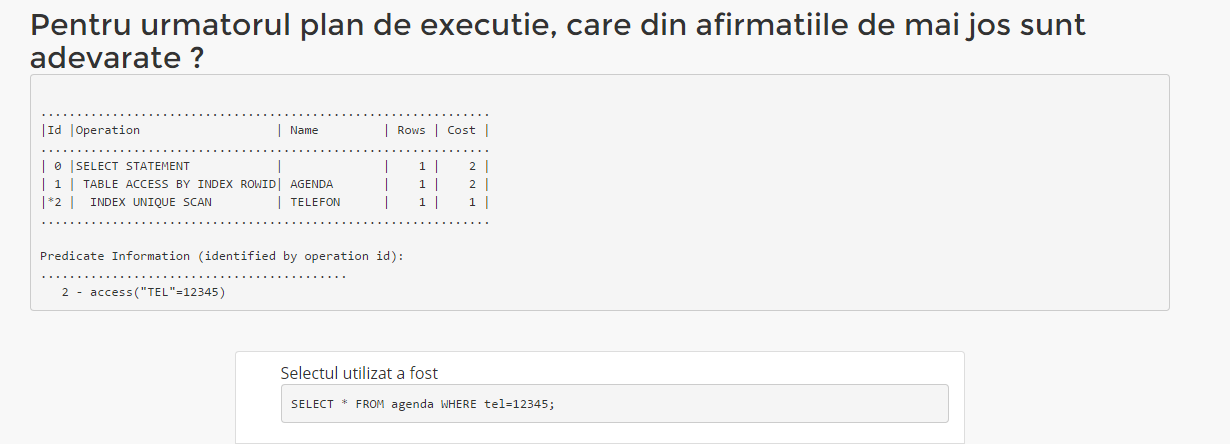 Pentru urmatorul plan de executie, care din afirmatiile de mai jos sunt
adevarate ?
...............................................................
|Id |Operation                   | Name          | Rows | Cost |
...............................................................
| 0 |SELECT STATEMENT            |               |    1 |    2 |
| 1 | TABLE ACCESS BY INDEX ROWID| AGENDA        |    1 |    2 |
|*2 |  INDEX UNIQUE SCAN         | TELEFON       |    1 |    1 |
...............................................................
Predicate Information (identified by operation id):
...........................................
2 - access("TEL"=12345)
Selectul utilizat a fost
SELECT * FROM agenda WHERE tel=12345;